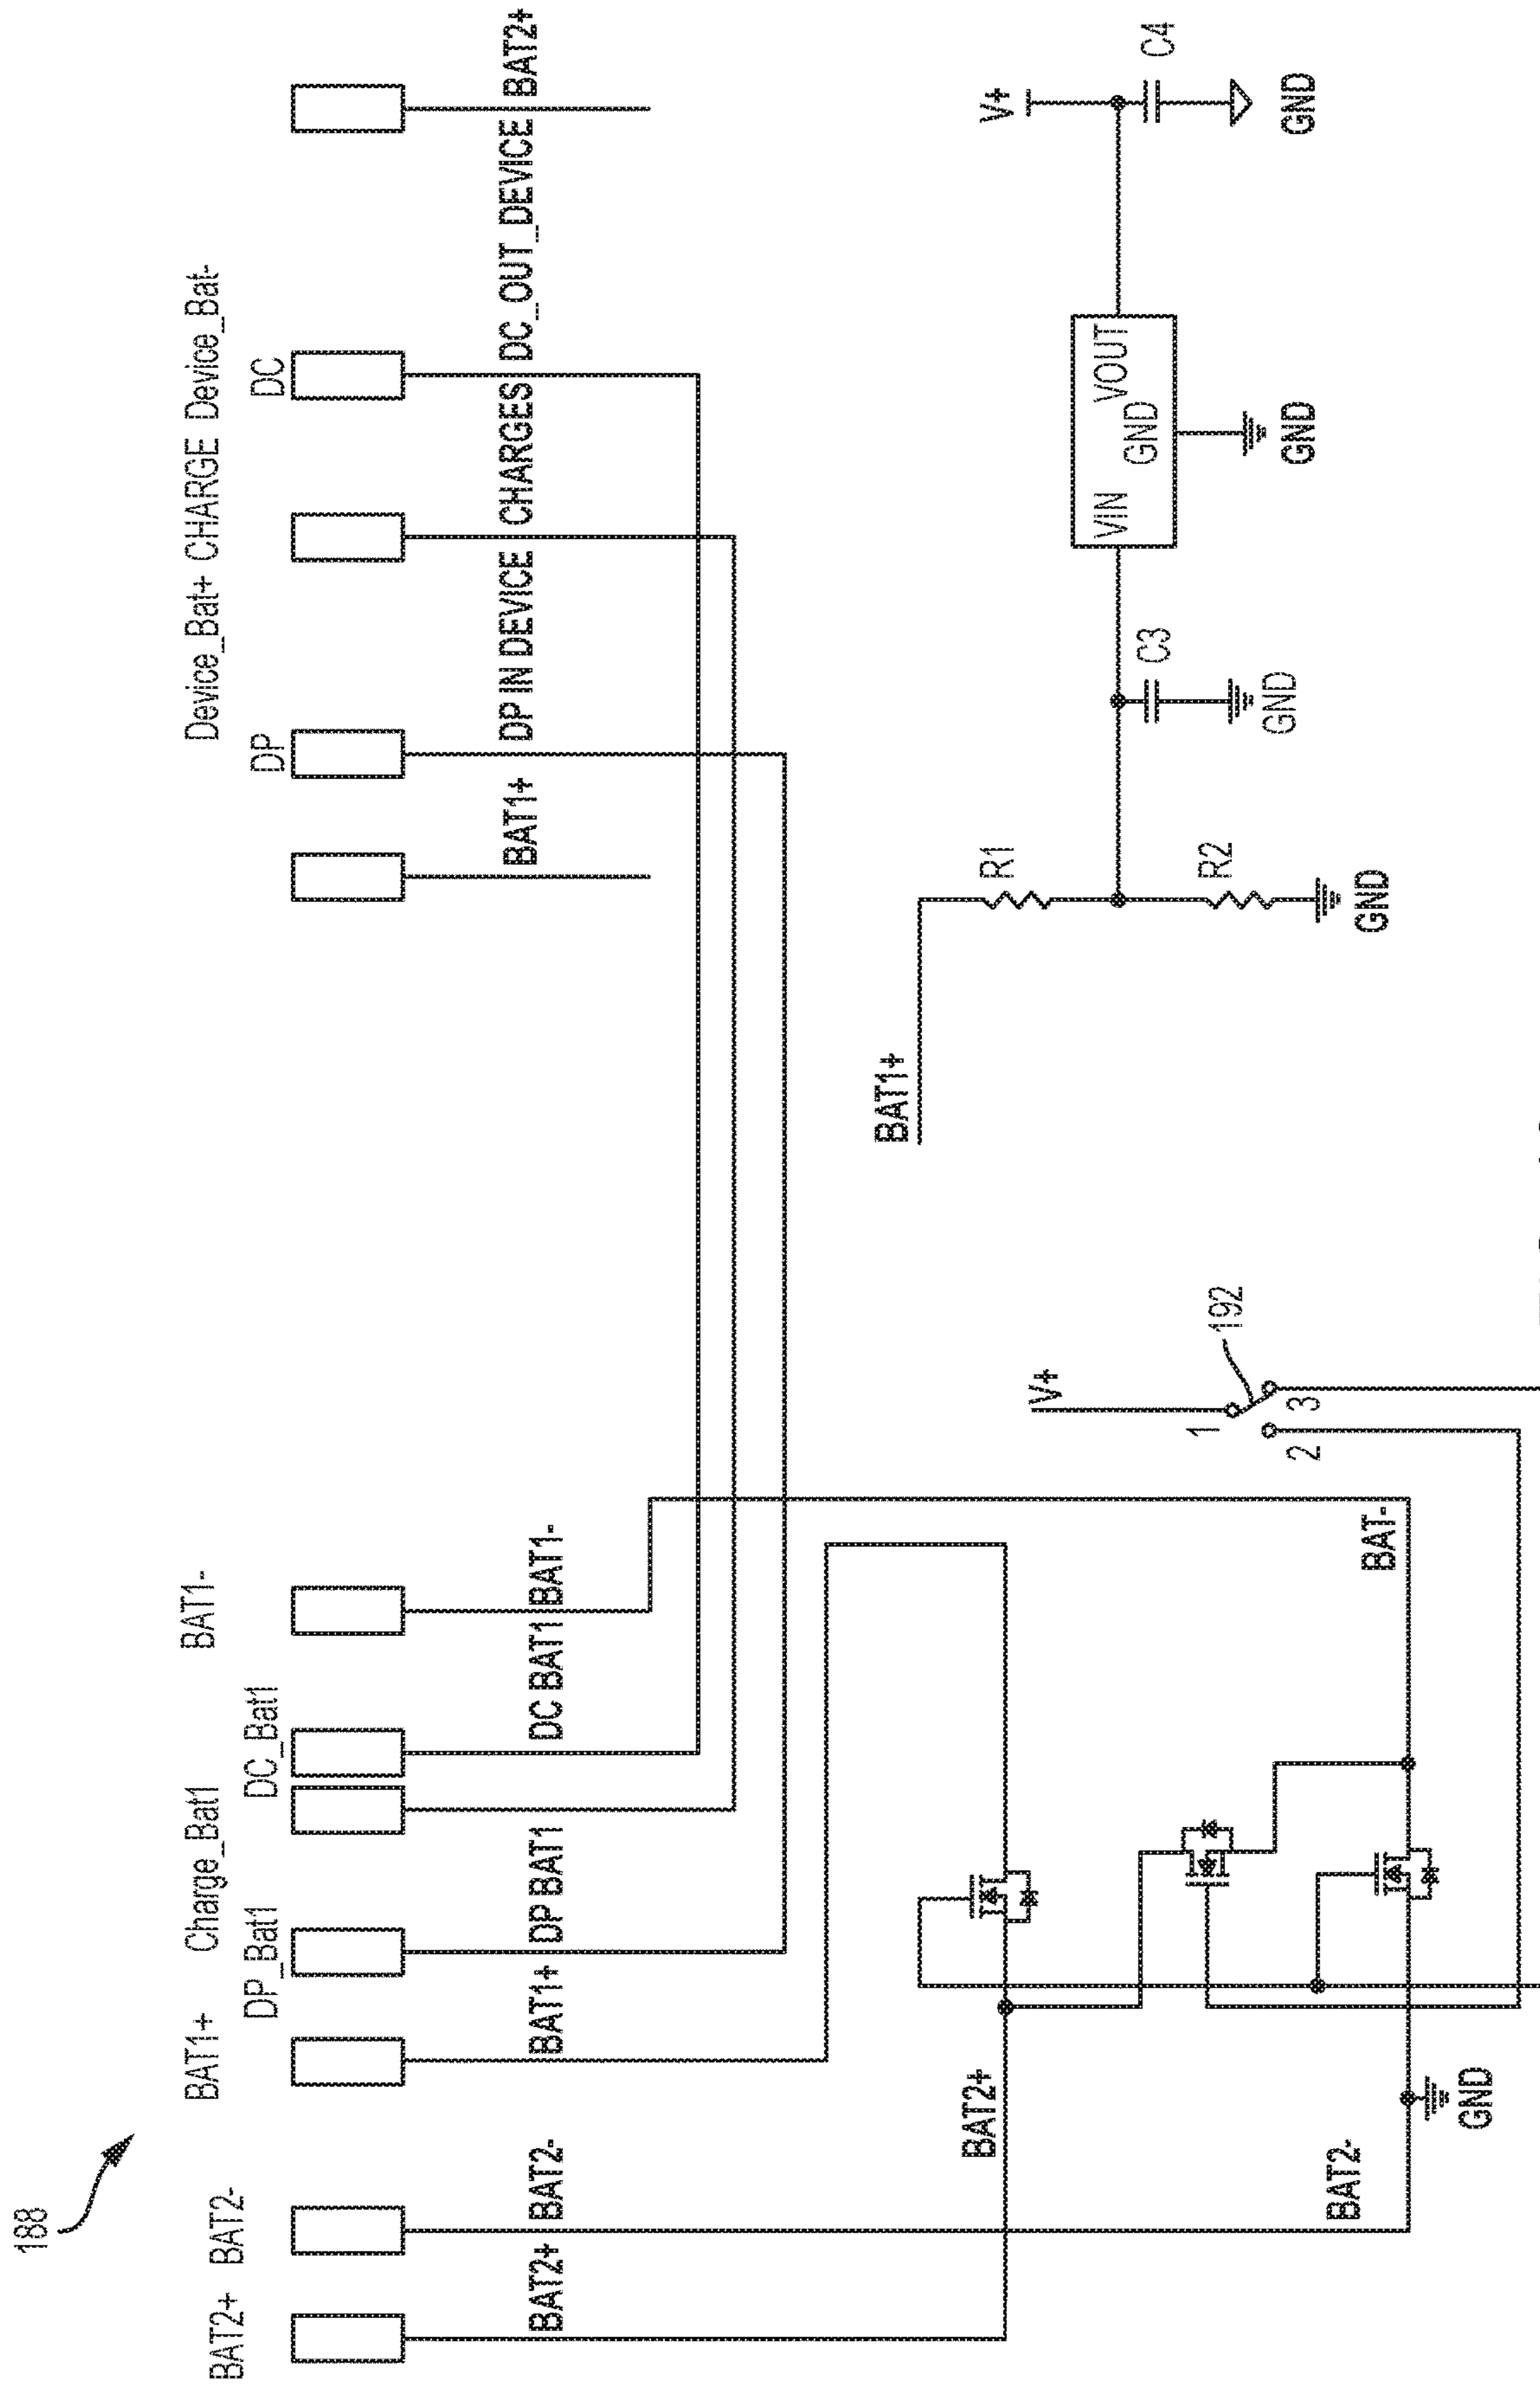 188
BAT2+ BAT2- BAT1+ Charge_Bat1 BAT1-
DP_Bat1 DC_Bat1
Device_Bat+ CHARGE Device_Bat-
DP DC
BAT2+ BAT2- BAT1+ DP BAT1 DC BAT1 BAT1-
BAT1+ DP IN DEVICE CHARGES DC_OUT_DEVICE BAT2+
BAT2+
BAT2-
GND
BAT-
V+
192
1
2
3
BAT1+
R1
R2
GND
C3
GND
VIN VOUT
GND
GND
V+
C4
GND